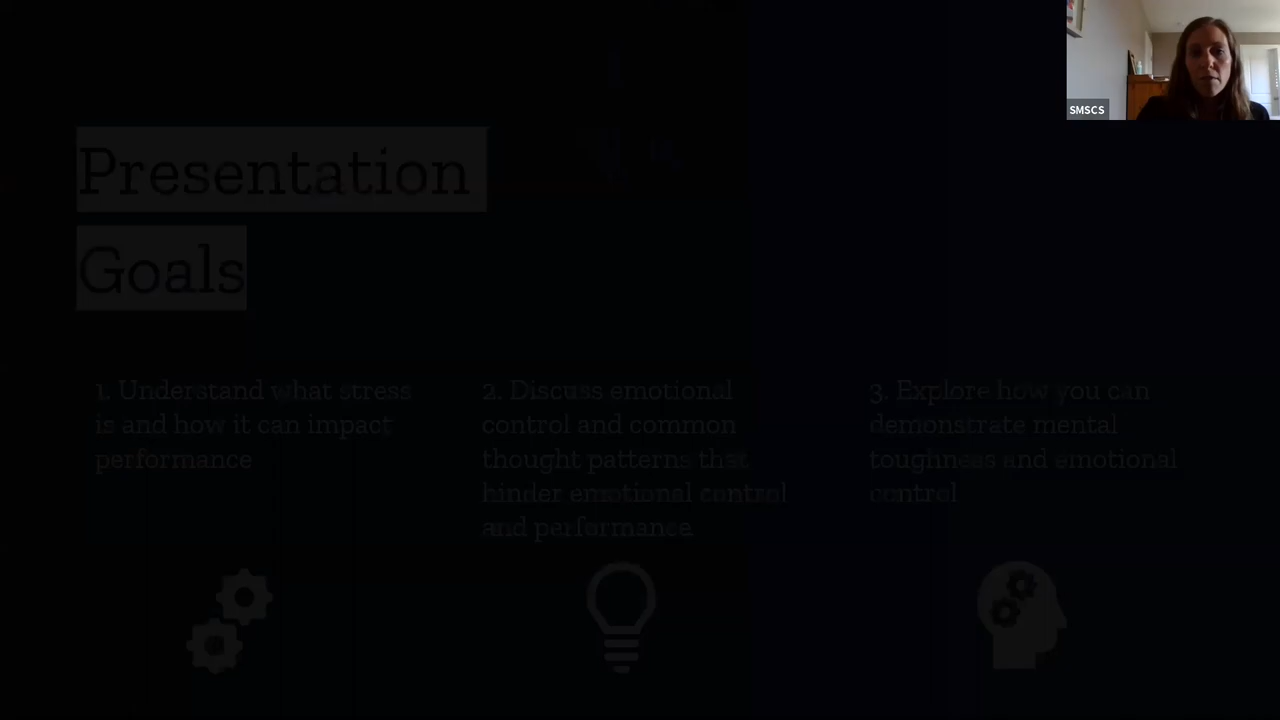 SMSCS
Presentation
Goals
1. Understand what stress
is and how it can impact
performance
2. Discuss emotional
control and common
thought patterns that
hinder emotional control
and performance
3. Explore how you can
demonstrate mental
toughness and emotional
control